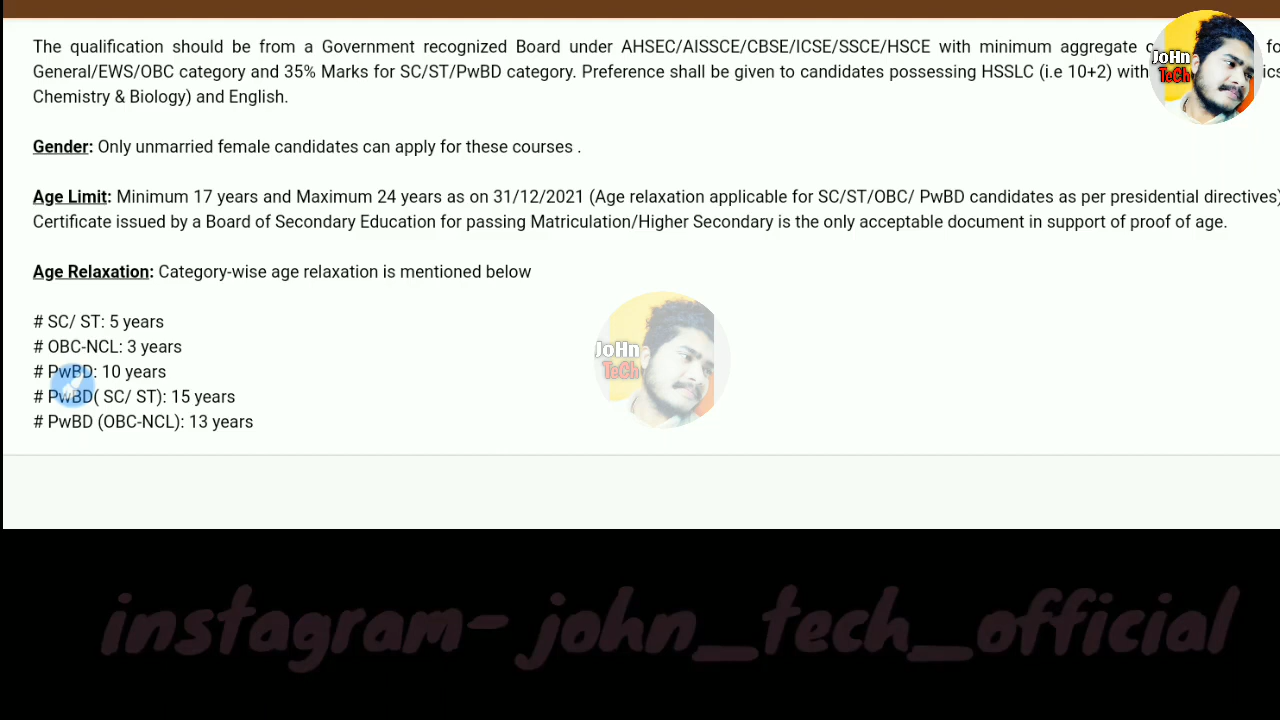 The qualification should be from a Government recognized Board under AHSEC/AISSCE/CBSE/ICSE/SSCE/HSCE with minimum aggregate
General/EWS/OBC category and 35% Marks for SC/ST/PwBD category. Preference shall be given to candidates possessing HSSLC (i.e 10+2) with
Chemistry & Biology) and English.
Gender: Only unmarried female candidates can apply for these courses .
Age Limit: Minimum 17 years and Maximum 24 years as on 31/12/2021 (Age relaxation applicable for SC/ST/OBC/ PwBD candidates as per presidential directives)
Certificate issued by a Board of Secondary Education for passing Matriculation/Higher Secondary is the only acceptable document in support of proof of age.
Age Relaxation: Category-wise age relaxation is mentioned below
# SC/ ST: 5 years
# OBC-NCL: 3 years
# PwBD: 10 years
# PwBD( SC/ ST): 15 years
# PwBD (OBC-NCL): 13 years
JoHn
TeCh
JoHn
TeCh
instagram- john_tech_official